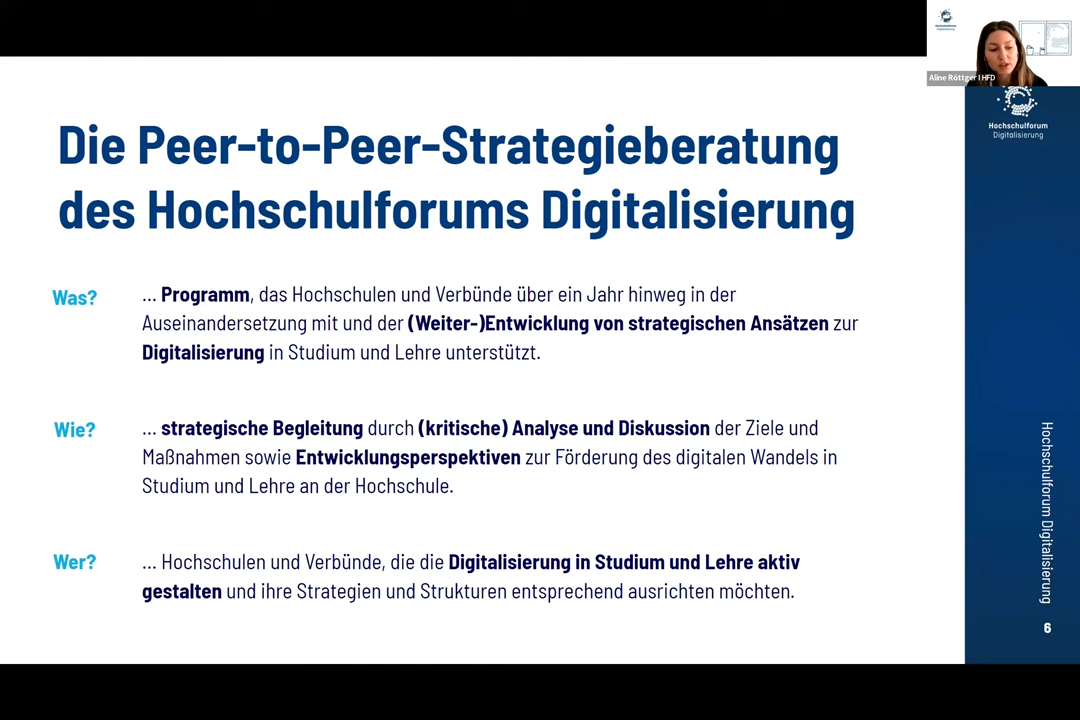 Aline Röttger | HFD
Hochschulforum
Digitalisierung
Die Peer-to-Peer-Strategieberatung
des Hochschulforums Digitalisierung
Was?
... Programm, das Hochschulen und Verbünde über ein Jahr hinweg in der
Auseinandersetzung mit und der (Weiter-)Entwicklung von strategischen Ansätzen zur
Digitalisierung in Studium und Lehre unterstützt.
Wie?
... strategische Begleitung durch (kritische) Analyse und Diskussion der Ziele und
Maßnahmen sowie Entwicklungsperspektiven zur Förderung des digitalen Wandels in
Studium und Lehre an der Hochschule.
Wer?
... Hochschulen und Verbünde, die die Digitalisierung in Studium und Lehre aktiv
gestalten und ihre Strategien und Strukturen entsprechend ausrichten möchten.
Hochschulforum Digitalisierung
6